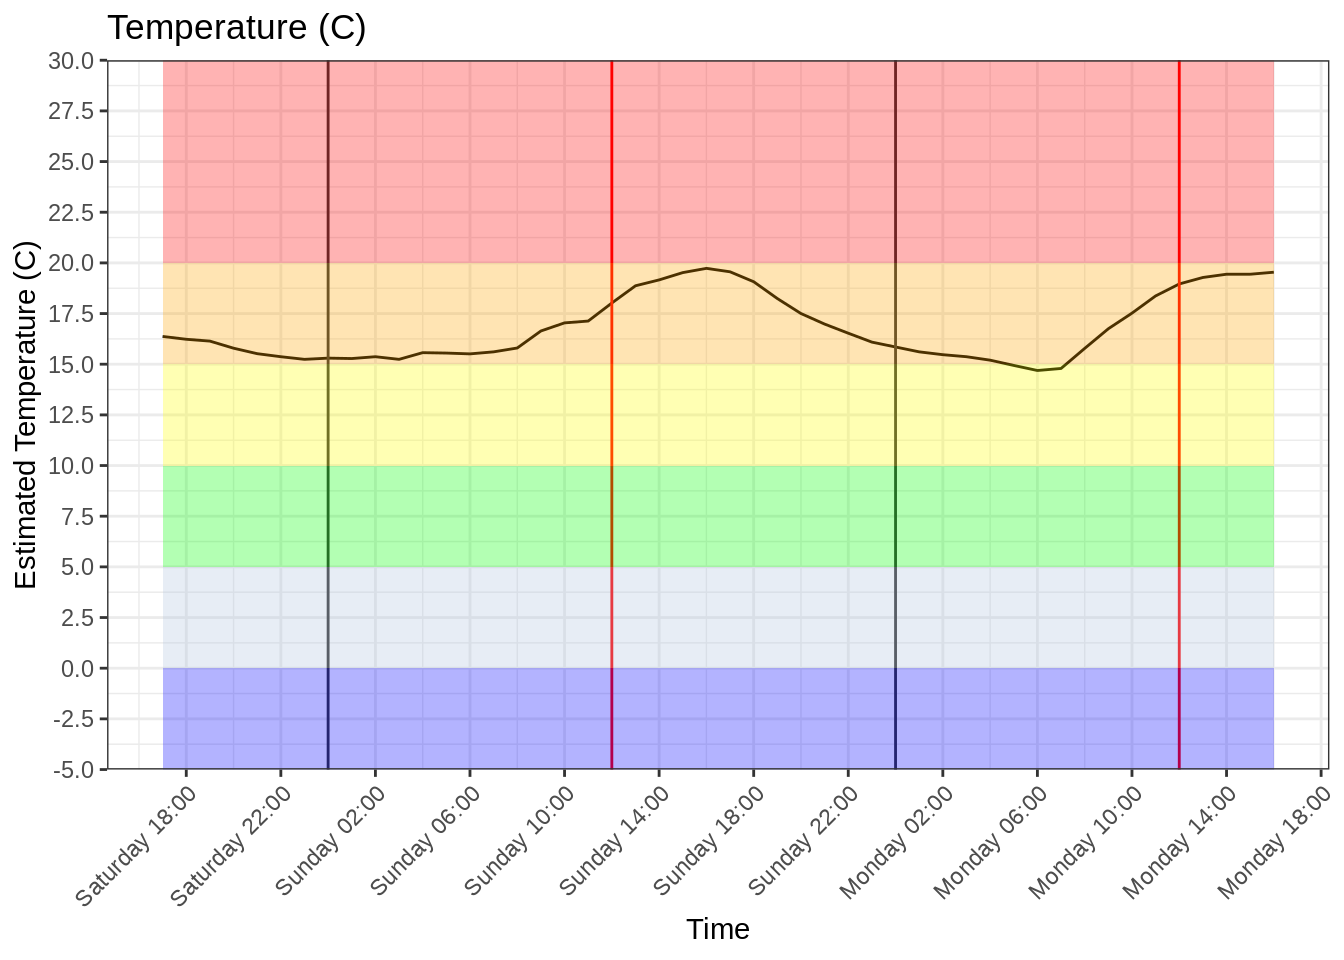 Temperature (C)
Estimated Temperature (C)
30.0
27.5
25.0
22.5
20.0
17.5
15.0
12.5
10.0
7.5
5.0
2.5
0.0
-2.5
-5.0
Saturday 18:00
Saturday 22:00
Sunday 02:00
Sunday 06:00
Sunday 10:00
Sunday 14:00
Sunday 18:00
Sunday 22:00
Monday 02:00
Monday 06:00
Monday 10:00
Monday 14:00
Monday 18:00
Time